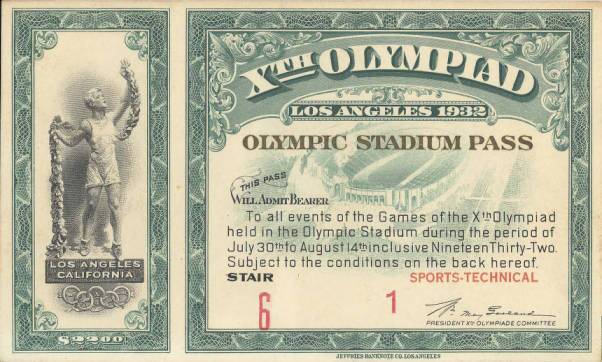 XTH OLYMPIAD
LOS ANGELES 1932
OLYMPIC STADIUM PASS
THIS PASS
WILL ADMIT BEARER
To all events of the Games of the Xth Olympiad
held in the Olympic Stadium during the period of
July 30th to August 14th inclusive Nineteen Thirty-Two.
Subject to the conditions on the back hereof.
STAIR SPORTS-TECHNICAL
6 1
Wm May Garland
PRESIDENT XTH OLYMPIADE COMMITTEE
LOS ANGELES
CALIFORNIA
$22.00
JEFFRIES BANKNOTE CO. LOS ANGELES